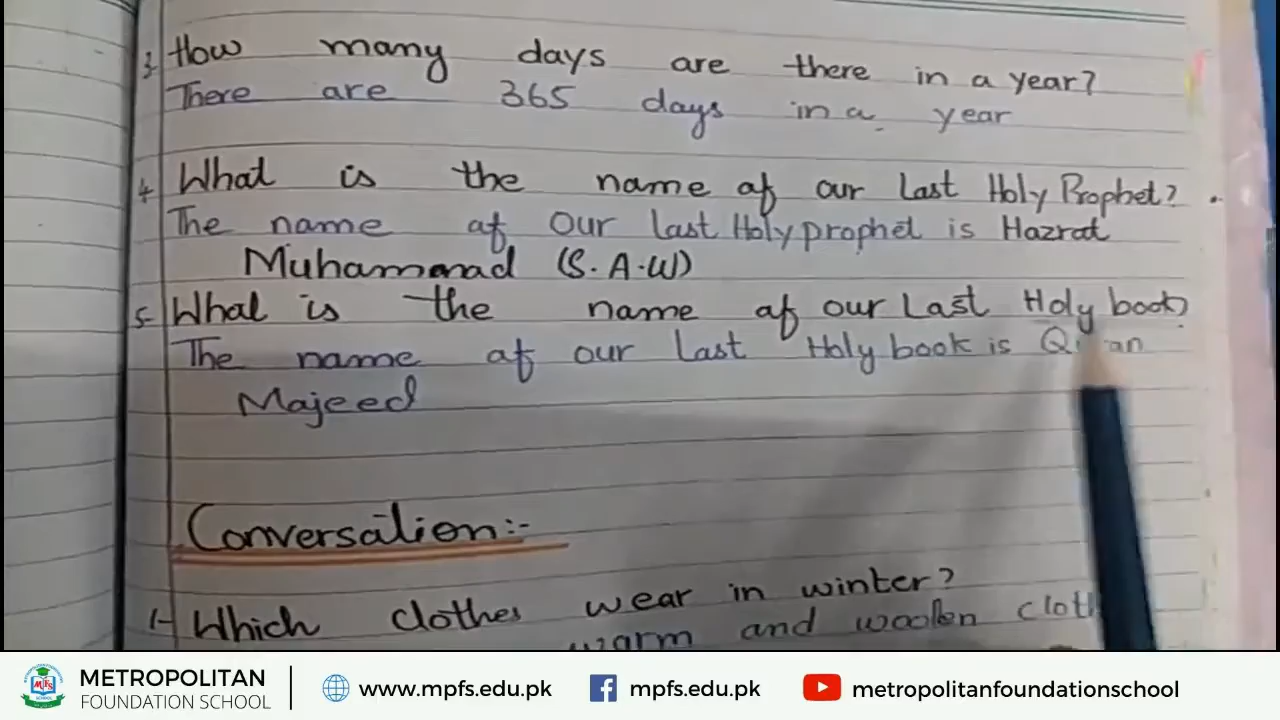 3 How many days are there in a year?
There are 365 days in a year
4 What is the name of our Last Holy Prophet?
The name of our last Holy prophet is Hazrat
Muhammad (S.A.W)
5 What is the name of our Last Holy book?
The name of our Last Holy book is
Majeed
Conversation:-
1- Which clothes wear in winter?
warm and woolen
METROPOLITAN
FOUNDATION SCHOOL
www.mpfs.edu.pk
mpfs.edu.pk
metropolitanfoundationschool